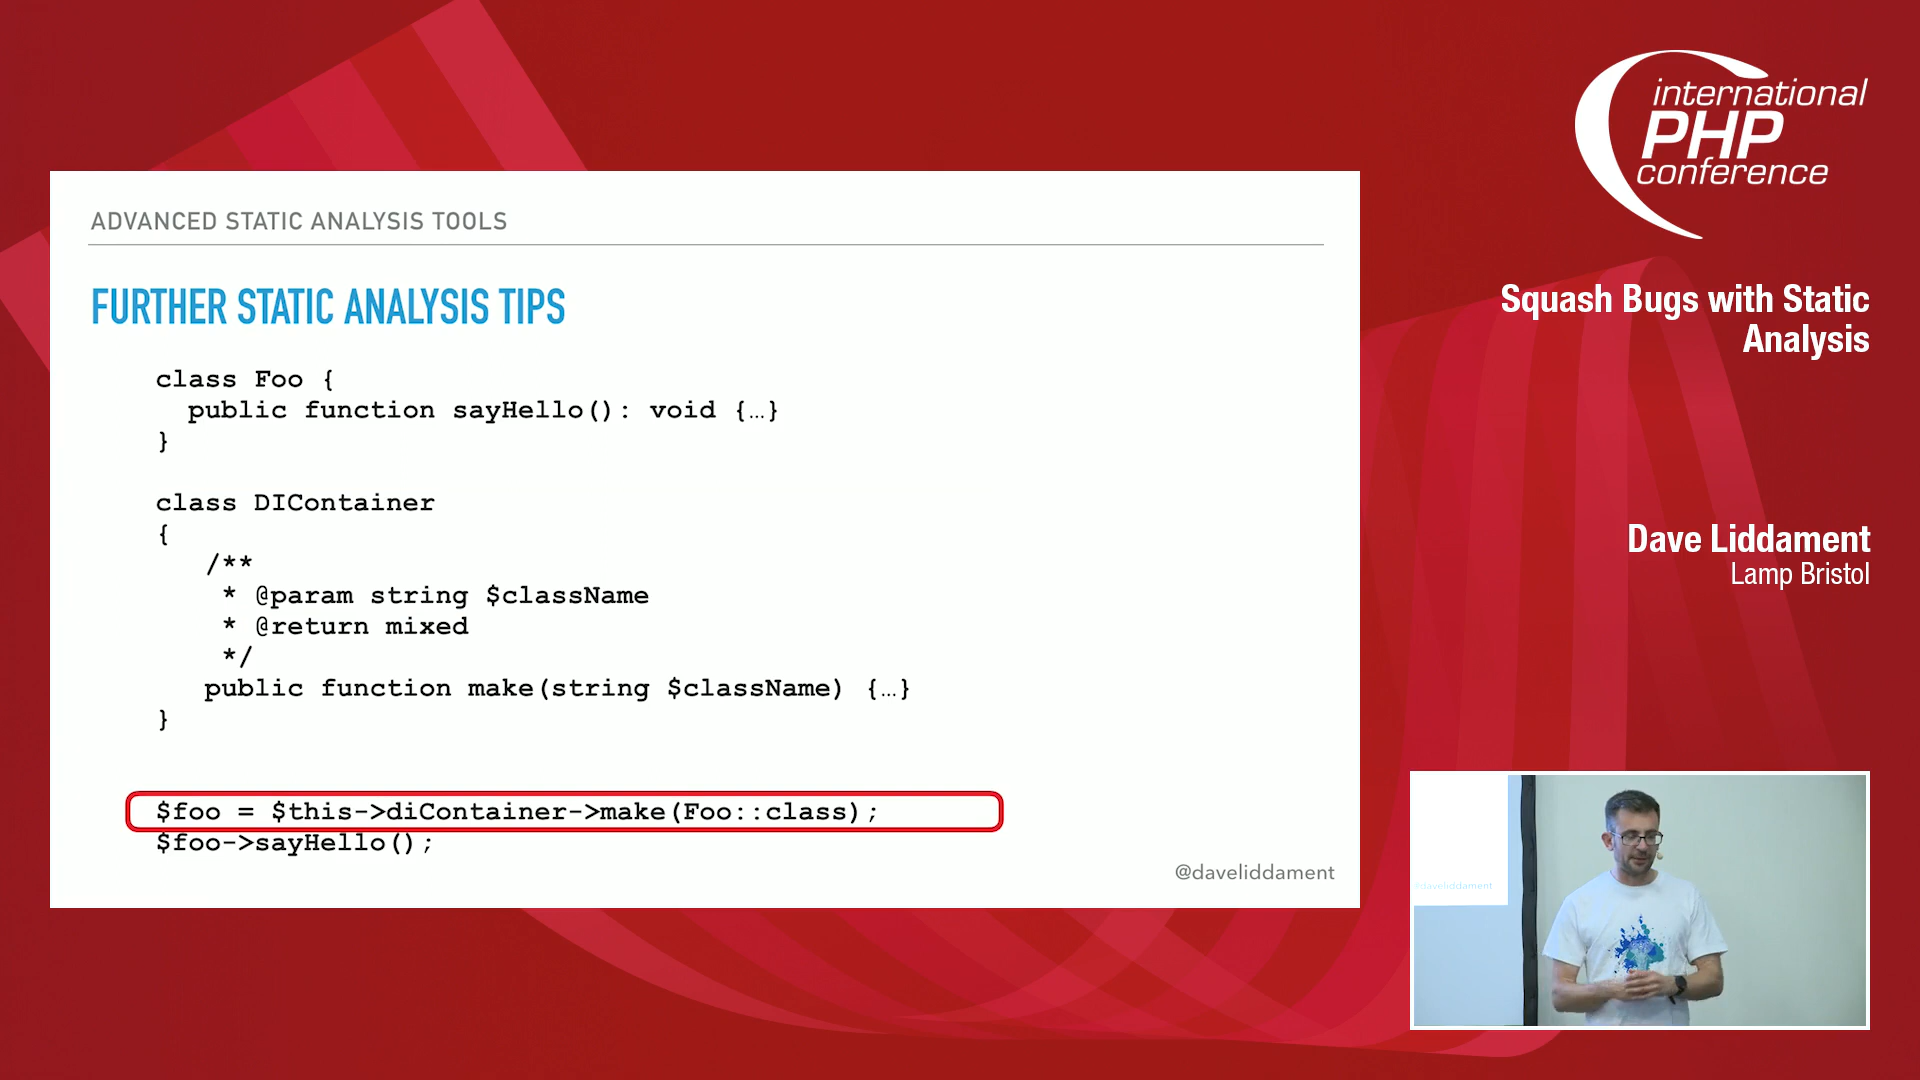 ADVANCED STATIC ANALYSIS TOOLS
FURTHER STATIC ANALYSIS TIPS
class Foo {
public function sayHello(): void {…}
}
class DIContainer
{
/**
* @param string $className
* @return mixed
*/
public function make(string $className) {…}
}
$foo = $this->diContainer->make(Foo::class);
$foo->sayHello();
@daveliddament
international
PHP
conference
Squash Bugs with Static
Analysis
Dave Liddament
Lamp Bristol
@daveliddament